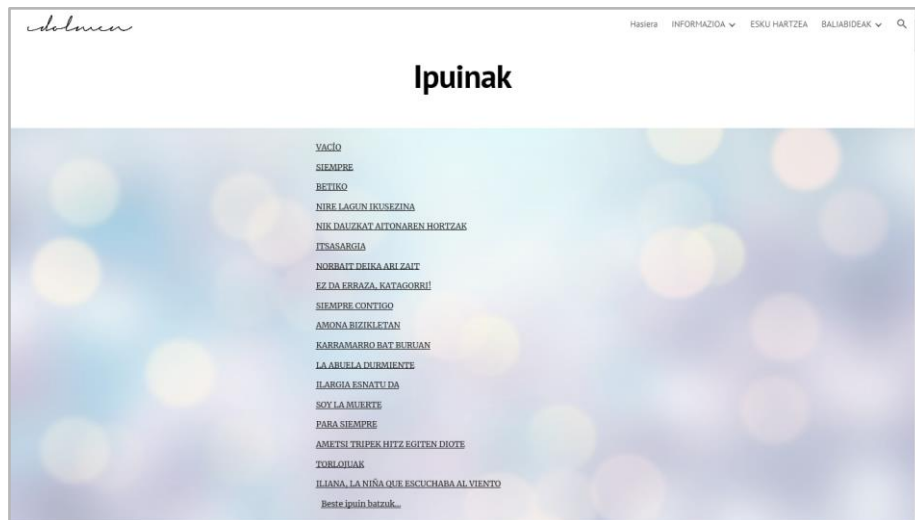 dolmen
Hasiera INFORMAZIOA ESKU HARTZEA BALIABIDEAK
Ipuinak
VACÍO
SIEMPRE
BETIKO
NIRE LAGUN IKUSEZINA
NIK DAUZKAT AITONAREN HORTZAK
ITSASARGIA
NORBAIT DEIKA ARI ZAIT
EZ DA ERRAZA, KATAGORRI!
SIEMPRE CONTIGO
AMONA BIZIKLETAN
KARRAMARRO BAT BURUAN
LA ABUELA DURMIENTE
ILARGIA ESNATU DA
SOY LA MUERTE
PARA SIEMPRE
AMETSI TRIPEK HITZ EGITEN DIOTE
TORLOJUAK
ILIANA, LA NIÑA QUE ESCUCHABA AL VIENTO
Beste ipuin batzuk...